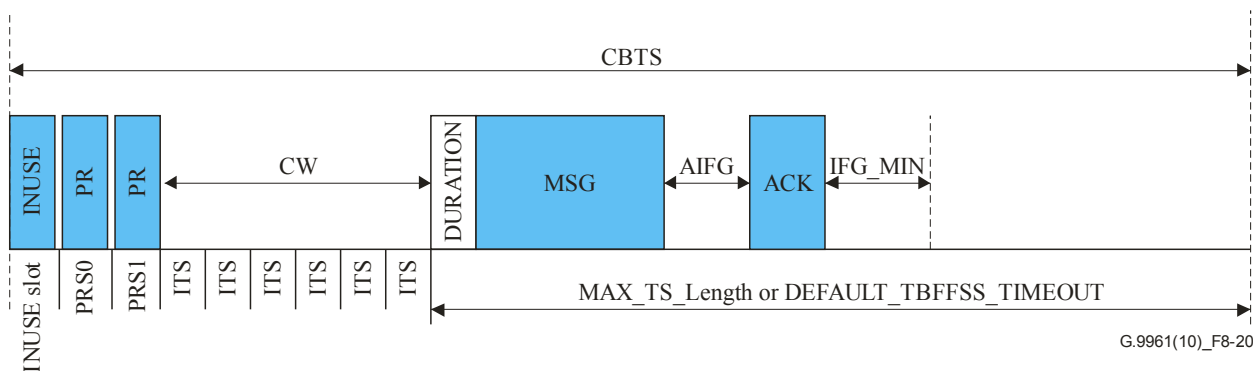 CBTS
INUSE
PR
PR
CW
DURATION
MSG
AIFG
ACK
IFG_MIN
INUSE slot
PRS0
PRS1
ITS
ITS
ITS
ITS
ITS
ITS
MAX_TS_Length or DEFAULT_TBFFSS_TIMEOUT
G.9961(10)_F8-20